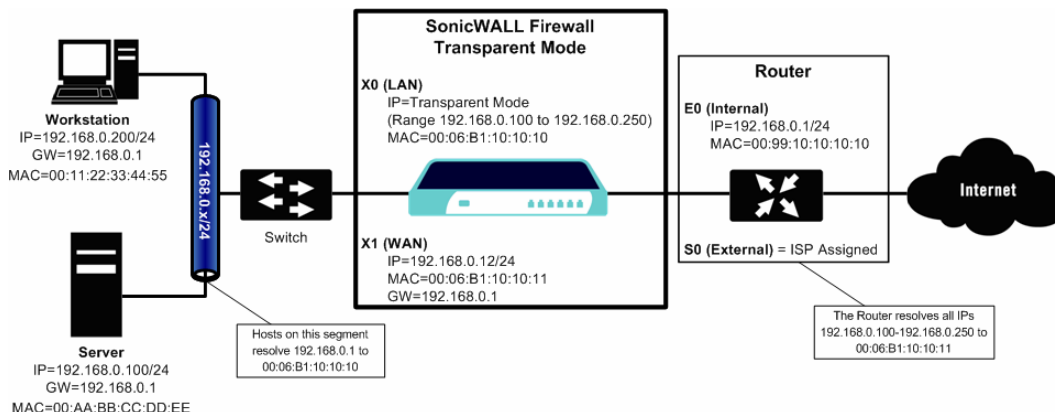 SonicWALL Firewall
Transparent Mode
X0 (LAN)
IP=Transparent Mode
(Range 192.168.0.100 to 192.168.0.250)
MAC=00:06:B1:10:10:10
X1 (WAN)
IP=192.168.0.12/24
MAC=00:06:B1:10:10:11
GW=192.168.0.1
Workstation
IP=192.168.0.200/24
GW=192.168.0.1
MAC=00:11:22:33:44:55
192.168.0.x/24
Switch
Server
IP=192.168.0.100/24
GW=192.168.0.1
MAC=00:AA:BB:CC:DD:EE
Hosts on this segment
resolve 192.168.0.1 to
00:06:B1:10:10:10
Router
E0 (Internal)
IP=192.168.0.1/24
MAC=00:99:10:10:10:10
S0 (External) = ISP Assigned
The Router resolves all IPs
192.168.0.100-192.168.0.250 to
00:06:B1:10:10:11
Internet